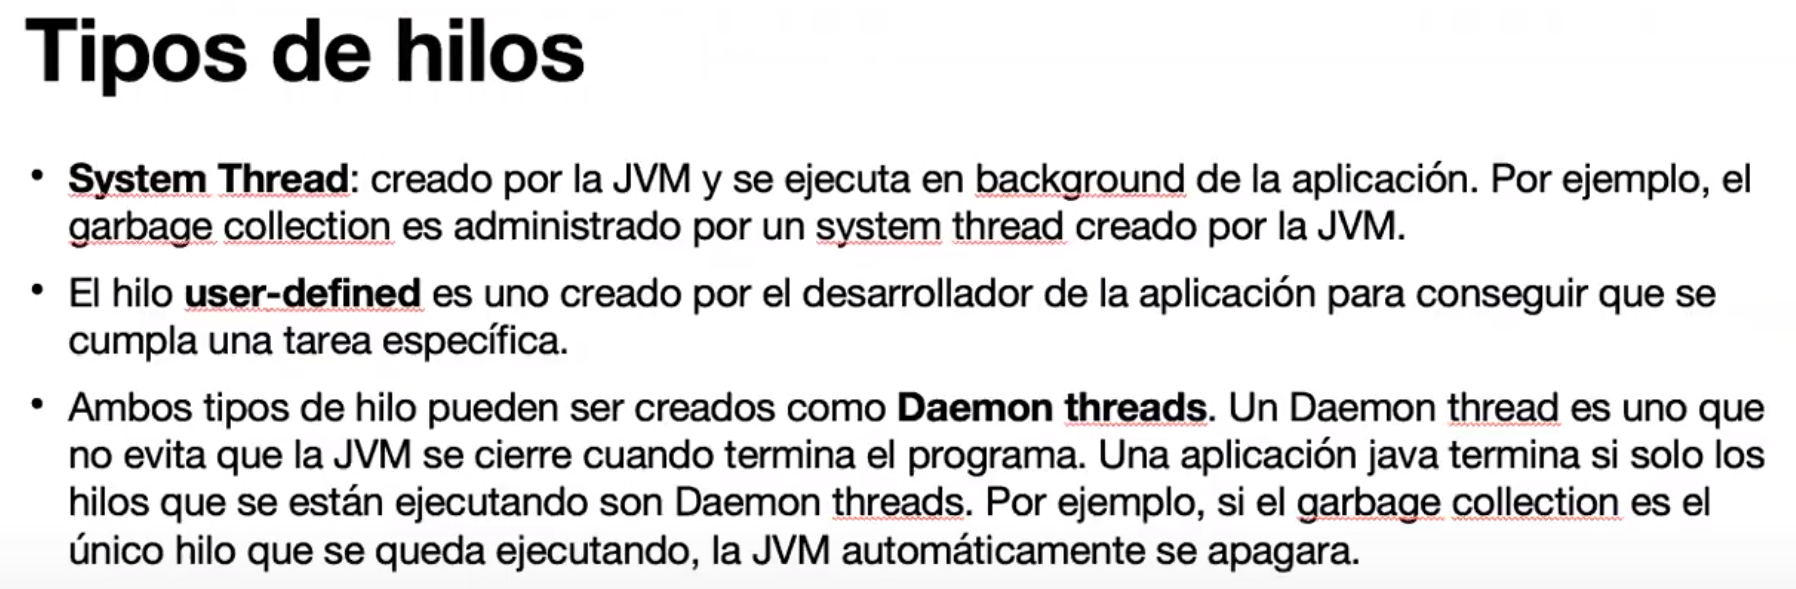 Tipos de hilos
• System Thread: creado por la JVM y se ejecuta en background de la aplicación. Por ejemplo, el
garbage collection es administrado por un system thread creado por la JVM.
• El hilo user-defined es uno creado por el desarrollador de la aplicación para conseguir que se
cumpla una tarea específica.
• Ambos tipos de hilo pueden ser creados como Daemon threads. Un Daemon thread es uno que
no evita que la JVM se cierre cuando termina el programa. Una aplicación java termina si solo los
hilos que se están ejecutando son Daemon threads. Por ejemplo, si el garbage collection es el
único hilo que se queda ejecutando, la JVM automáticamente se apagara.